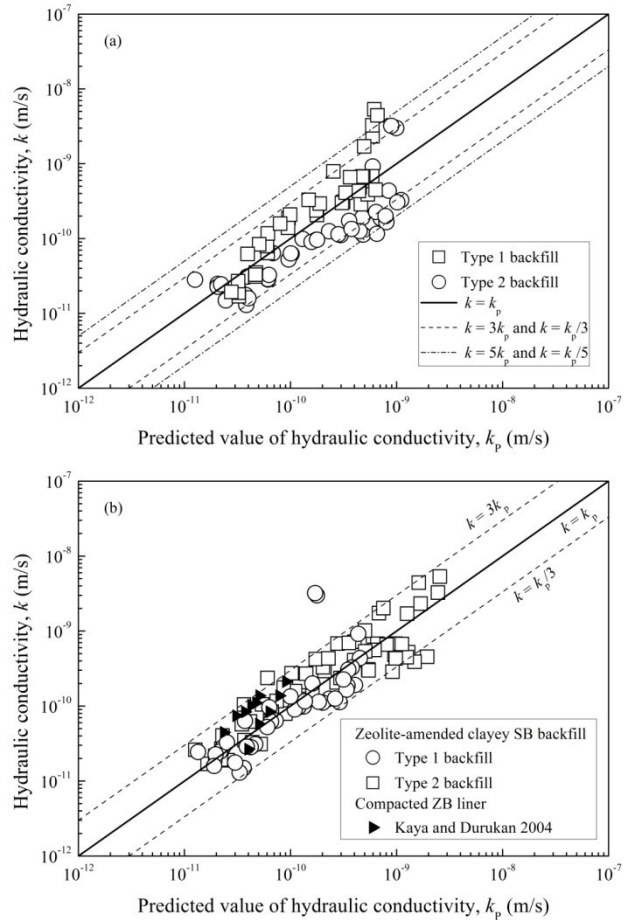 (a)
10⁻⁷
10⁻⁸
10⁻⁹
10⁻¹⁰
10⁻¹¹
10⁻¹²
Hydraulic conductivity, k (m/s)
Type 1 backfill
Type 2 backfill
k = kₚ
k = 3kₚ and k = kₚ/3
k = 5kₚ and k = kₚ/5
10⁻¹² 10⁻¹¹ 10⁻¹⁰ 10⁻⁹ 10⁻⁸ 10⁻⁷
Predicted value of hydraulic conductivity, kₚ (m/s)
(b)
10⁻⁷
10⁻⁸
10⁻⁹
10⁻¹⁰
10⁻¹¹
10⁻¹²
Hydraulic conductivity, k (m/s)
k = 3kₚ
k = kₚ
k = kₚ/3
Zeolite-amended clayey SB backfill
Type 1 backfill
Type 2 backfill
Compacted ZB liner
Kaya and Durukan 2004
10⁻¹² 10⁻¹¹ 10⁻¹⁰ 10⁻⁹ 10⁻⁸ 10⁻⁷
Predicted value of hydraulic conductivity, kₚ (m/s)